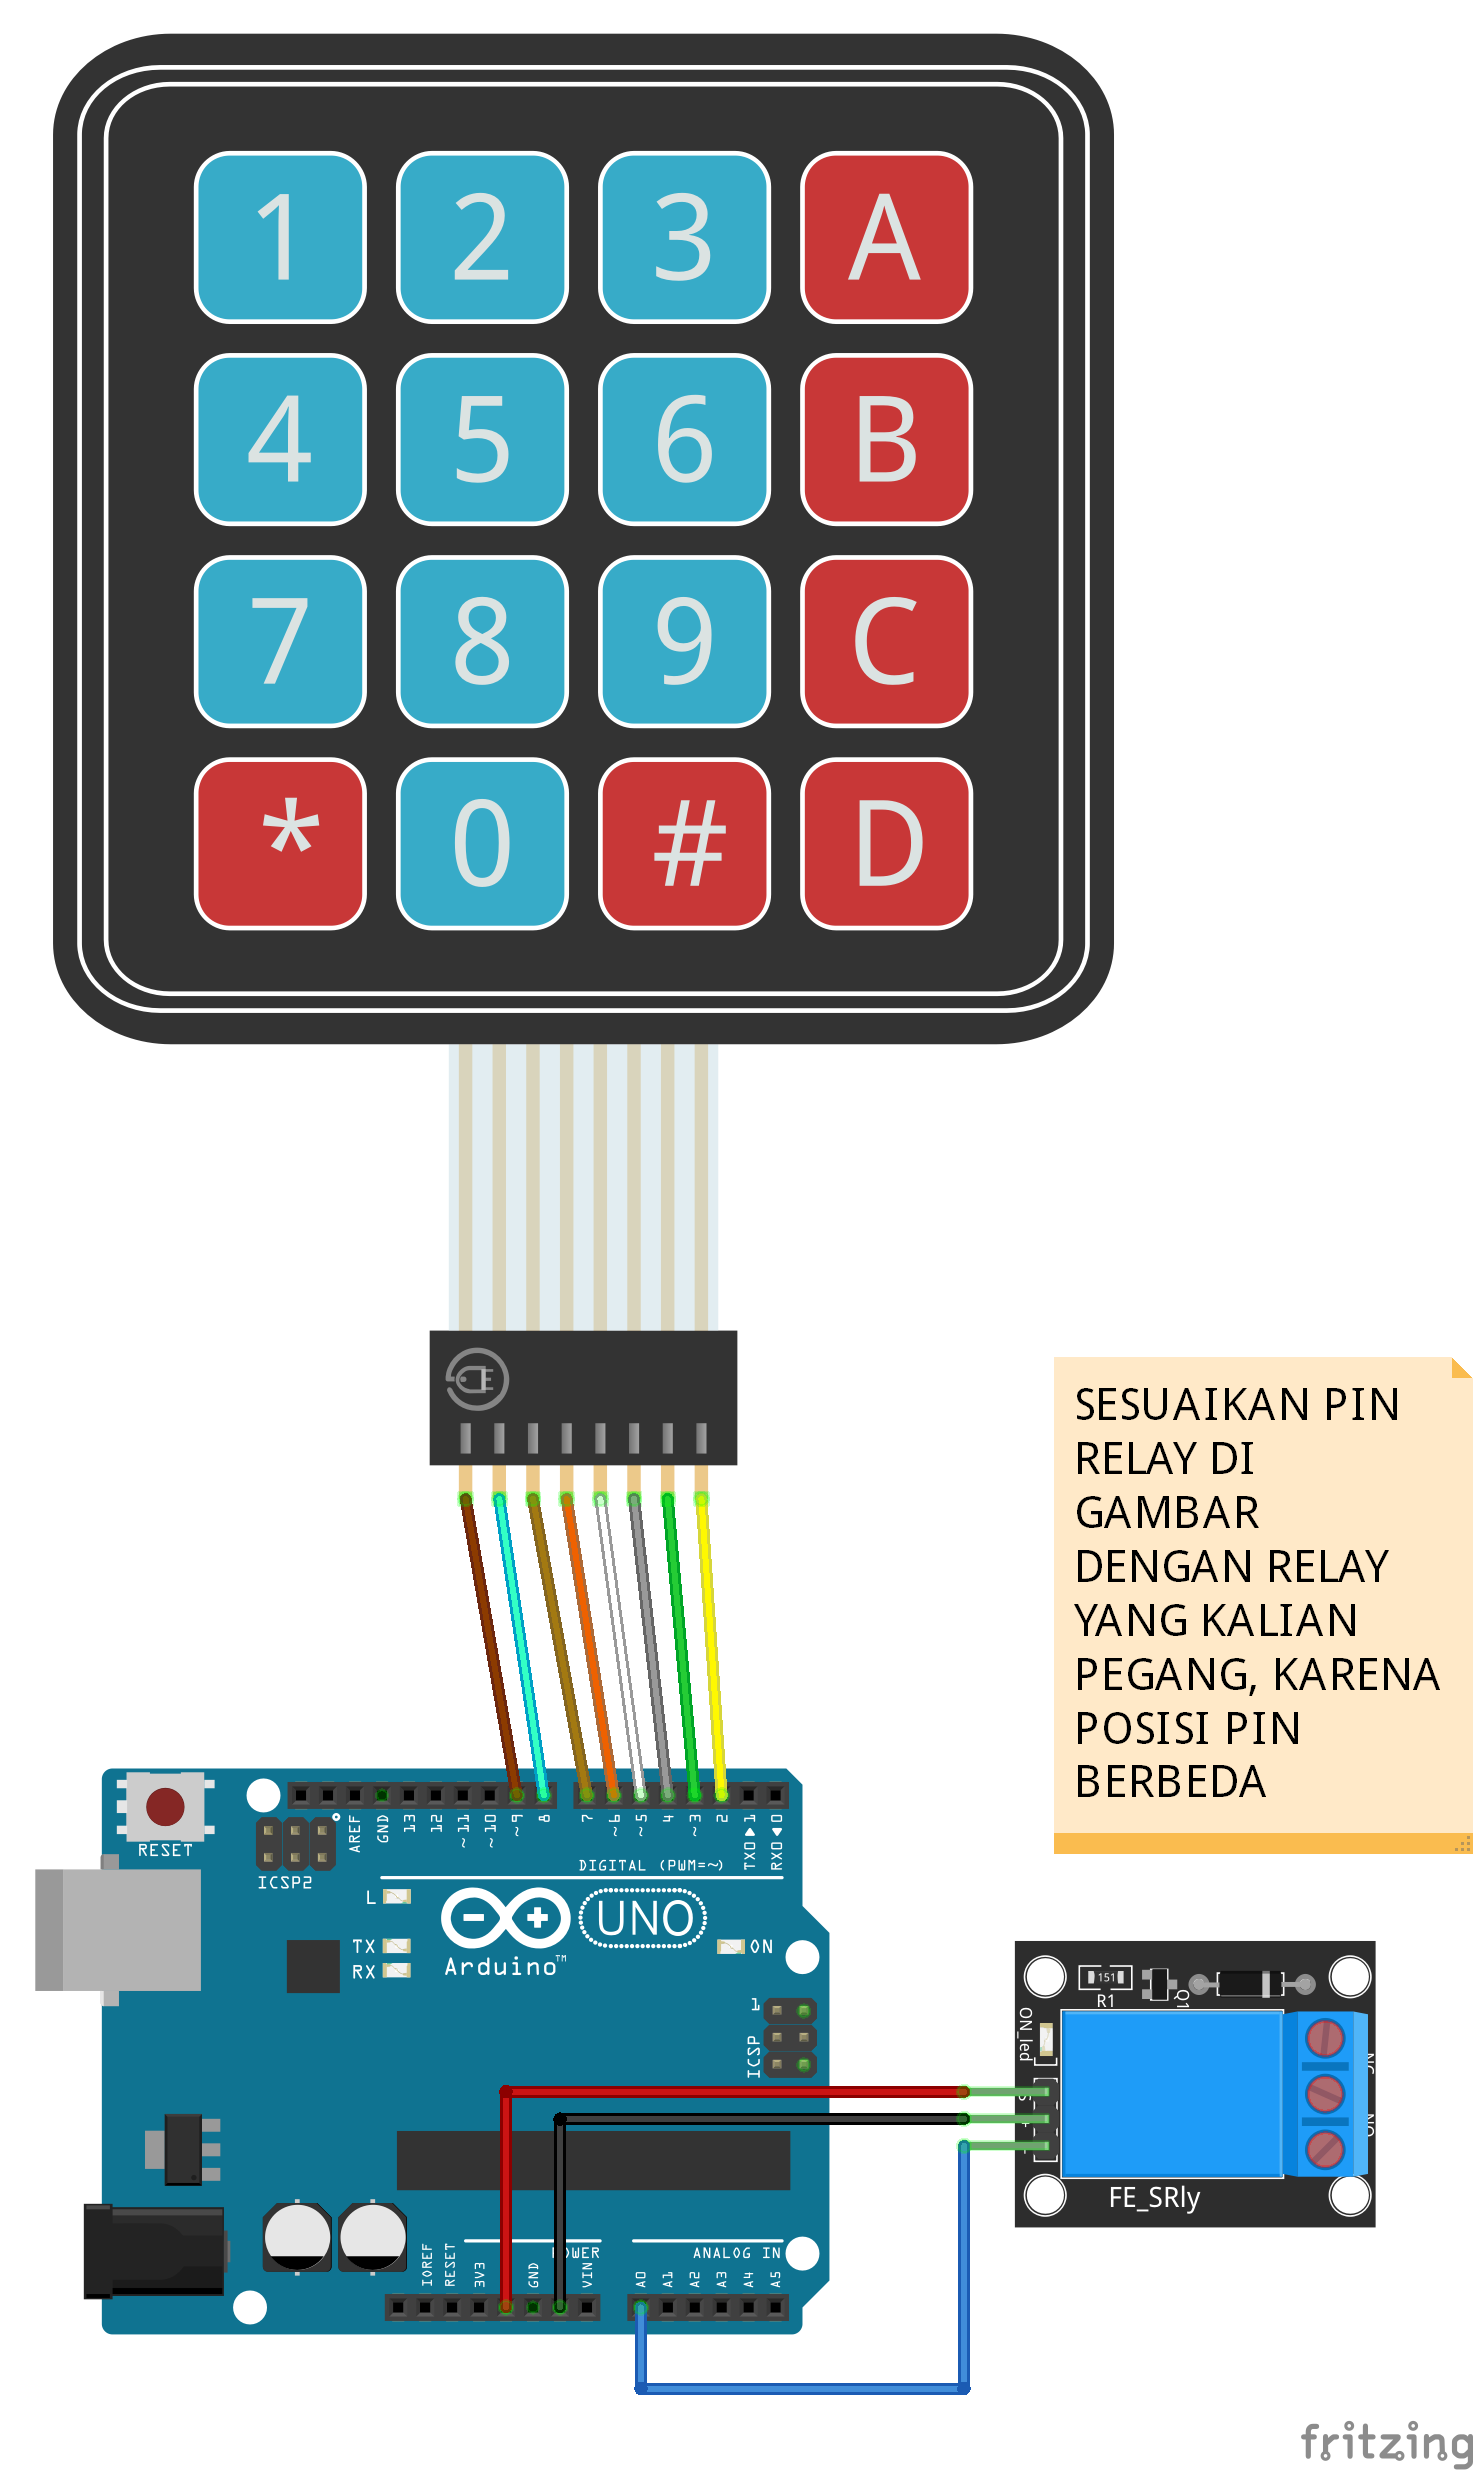 1 2 3 A
4 5 6 B
7 8 9 C
* 0 # D
SESUAIKAN PIN
RELAY DI
GAMBAR
DENGAN RELAY
YANG KALIAN
PEGANG, KARENA
POSISI PIN
BERBEDA
RESET
ICSP2
AREF
GND
13
12
~11
~10
~9
8
7
~6
~5
4
~3
2
TX0▶1
RX0◀0
DIGITAL (PWM=~)
L
TX
RX
Arduino™
UNO
ON
1
ICSP
IOREF
RESET
3V3
GND
VIN
POWER
ANALOG IN
A0
A1
A2
A3
A4
A5
151
R1
Q1
ON_led
S
+
-
NO
FE_SRly
fritzing